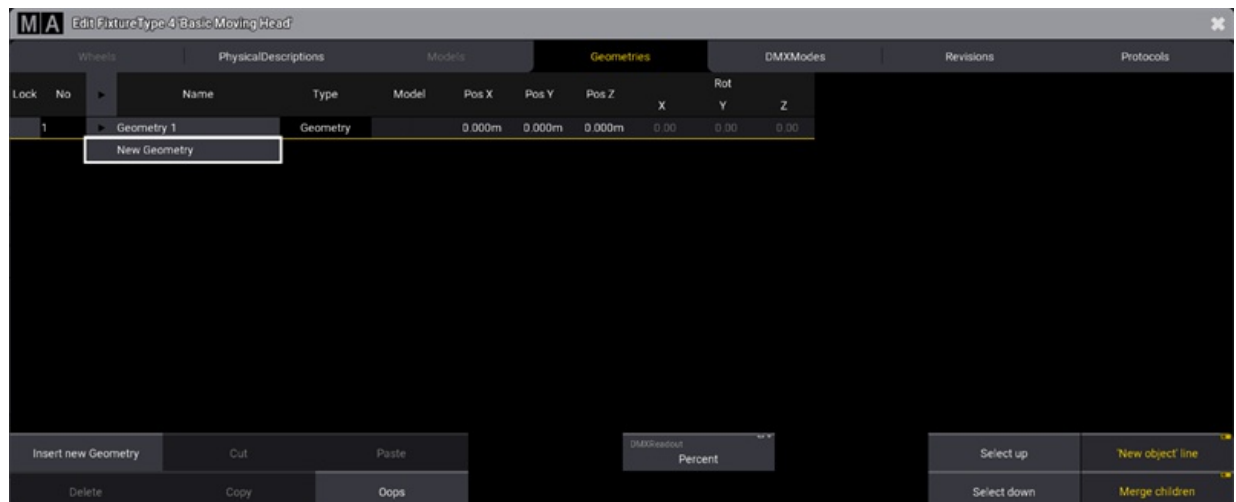 MA Edit FixtureType 4 'Basic Moving Head'
Wheels PhysicalDescriptions Models Geometries DMXModes Revisions Protocols
Lock No Name Type Model Pos X Pos Y Pos Z Rot
X Y Z
1 Geometry 1 Geometry 0.000m 0.000m 0.000m 0.00 0.00 0.00
New Geometry
Insert new Geometry Cut Paste DMXReadout Percent Select up 'New object' line
Delete Copy Oops Select down Merge children